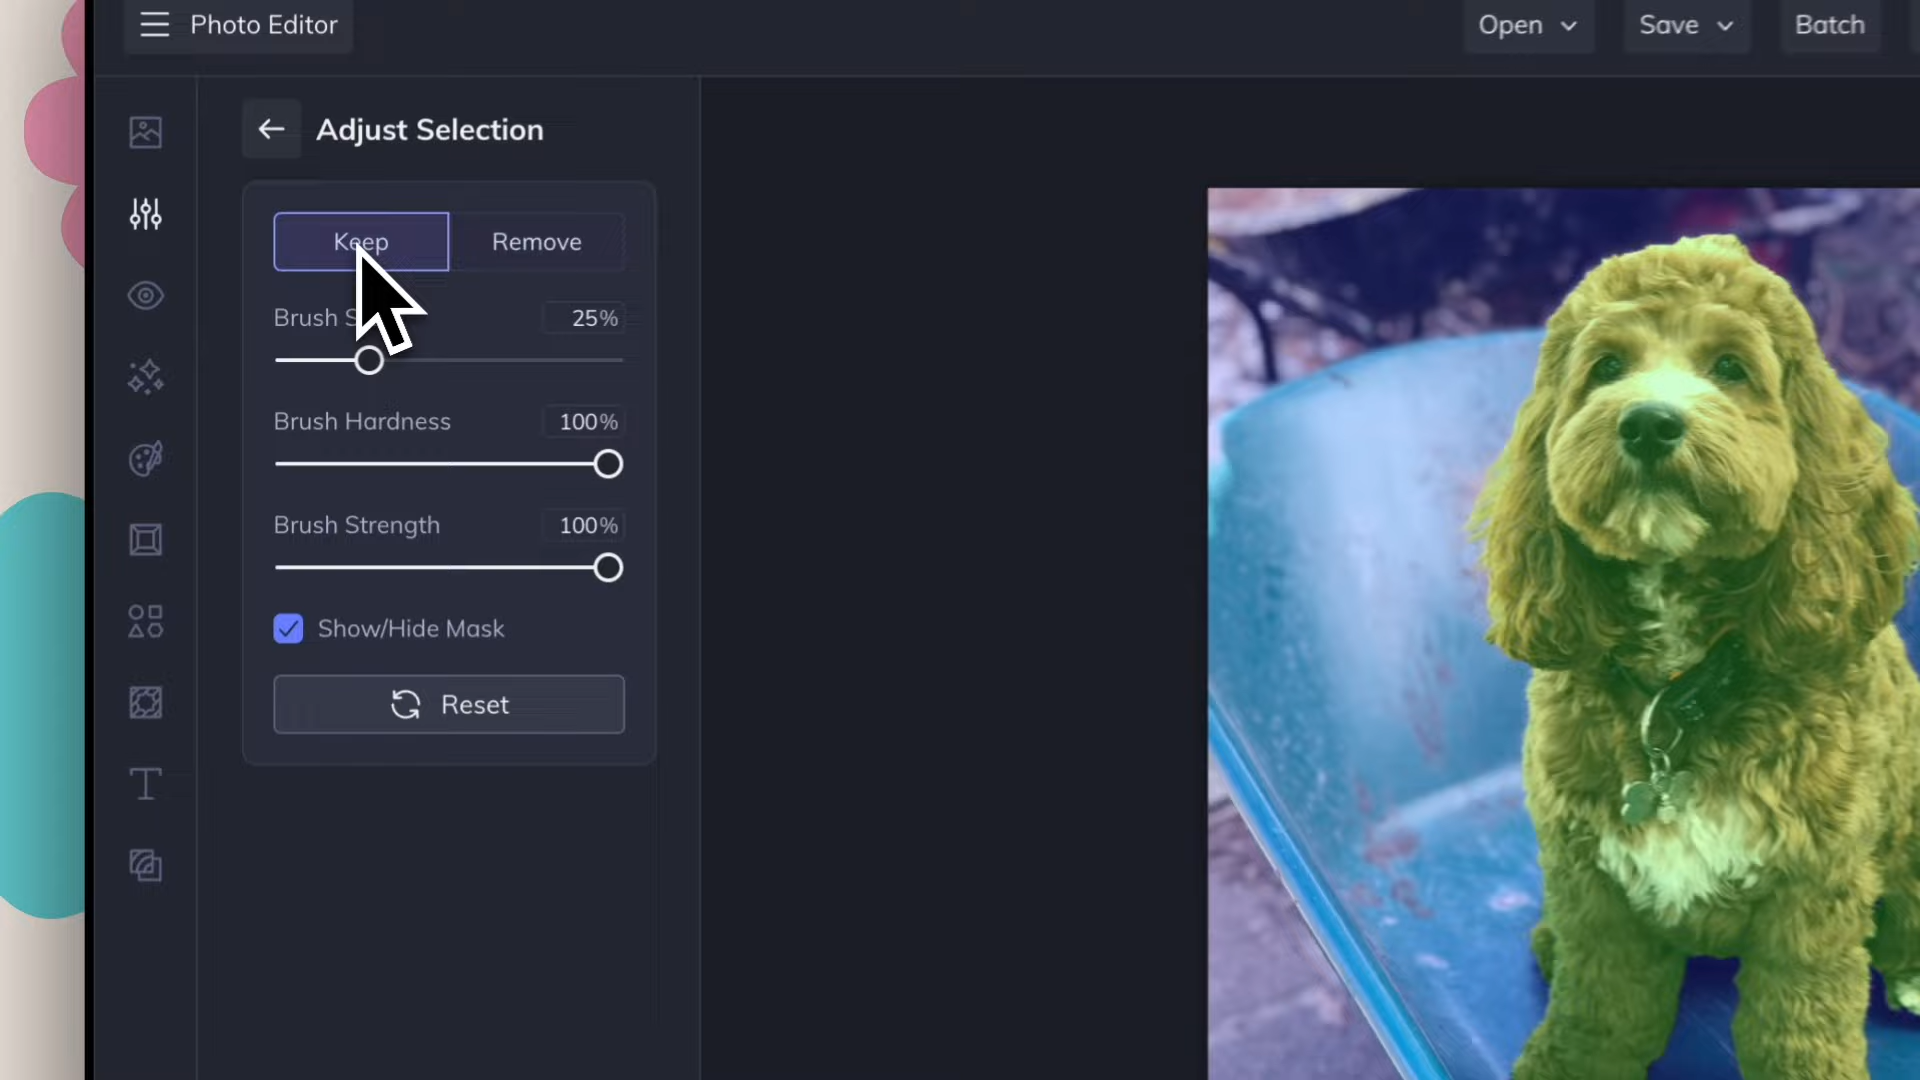 Photo Editor
Open
Save
Batch
Adjust Selection
Keep
Remove
Brush
25%
Brush Hardness
100%
Brush Strength
100%
Show/Hide Mask
Reset